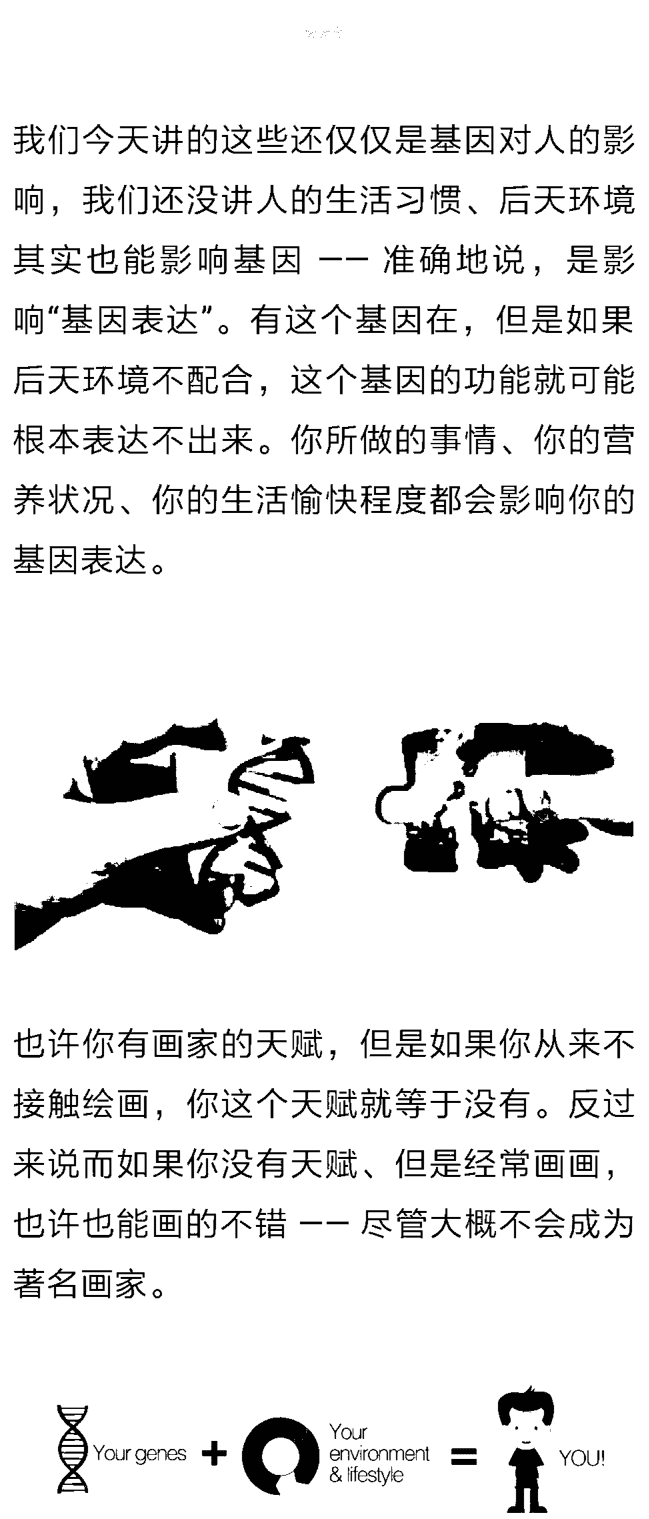 我们今天讲的这些还仅仅是基因对人的影
响，我们还没讲人的生活习惯、后天环境
其实也能影响基因 —— 准确地说，是影
响“基因表达”。有这个基因在，但是如果
后天环境不配合，这个基因的功能就可能
根本表达不出来。你所做的事情、你的营
养状况、你的生活愉快程度都会影响你的
基因表达。
也许你有画家的天赋，但是如果你从来不
接触绘画，你这个天赋就等于没有。反过
来说而如果你没有天赋、但是经常画画，
也许也能画的不错 —— 尽管大概不会成为
著名画家。
Your genes + Your
environment
& lifestyle = YOU!